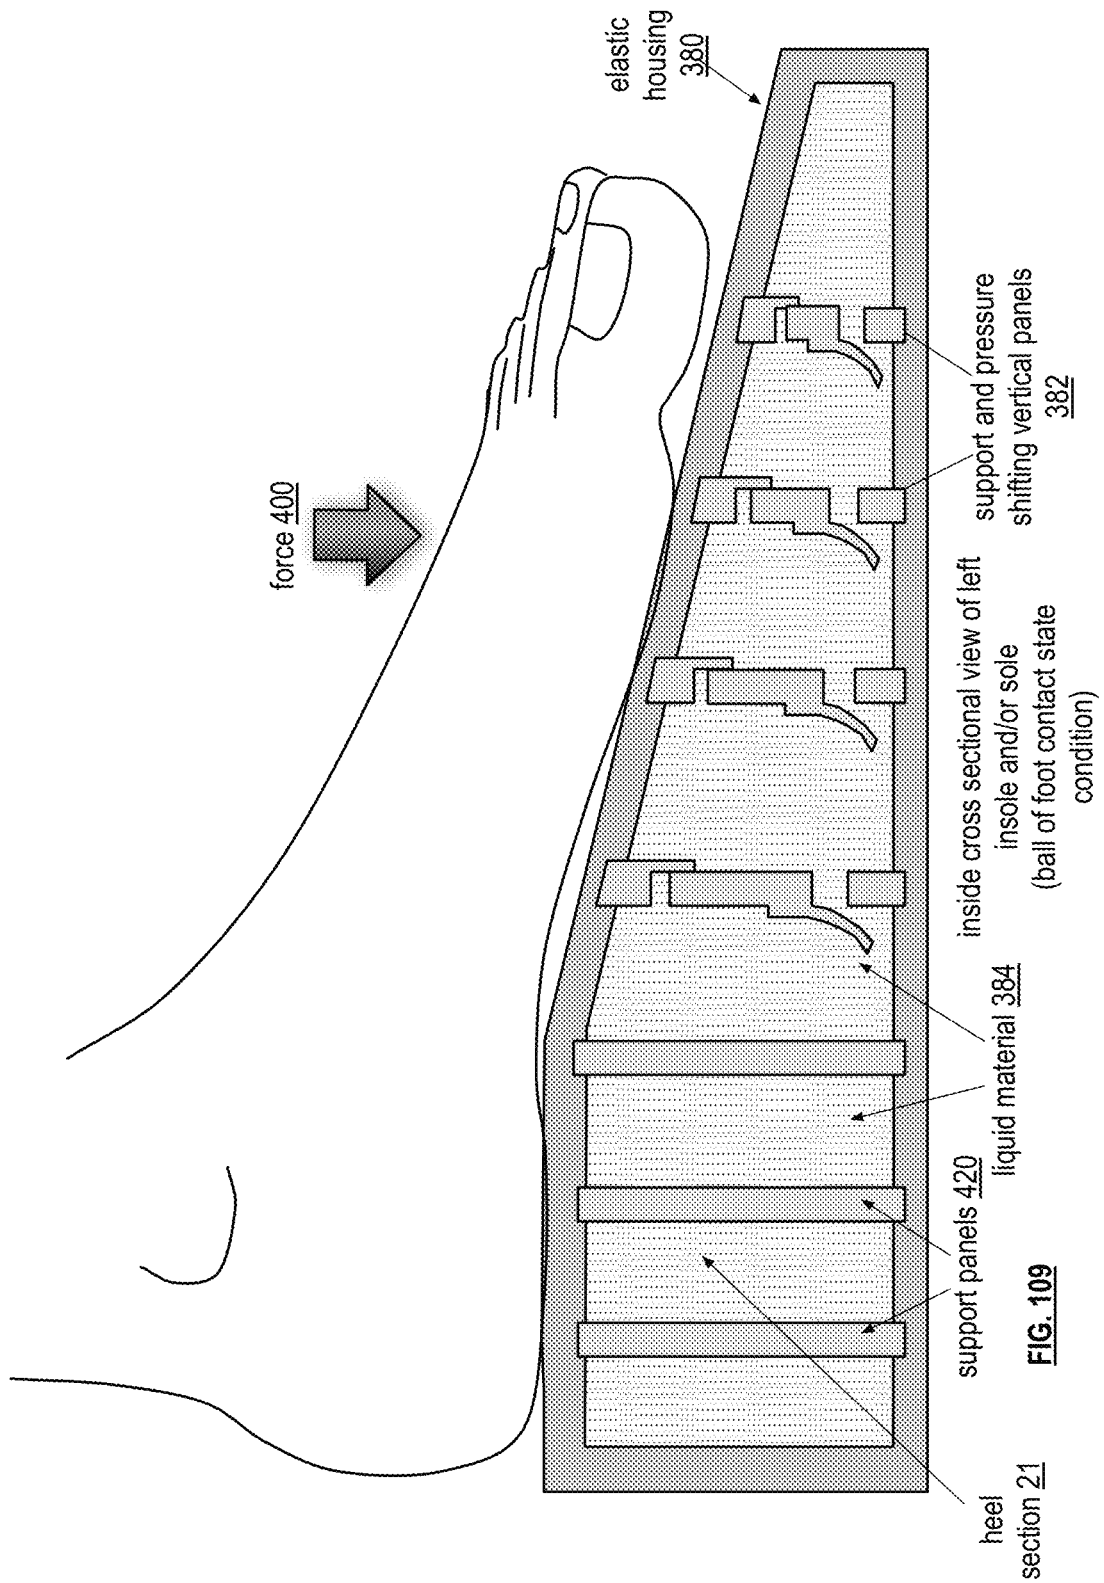 force 400
elastic
housing
380
heel
section 21
support panels 420
liquid material 384
inside cross sectional view of left
insole and/or sole
(ball of foot contact state
condition)
support and pressure
shifting vertical panels
382
FIG. 109